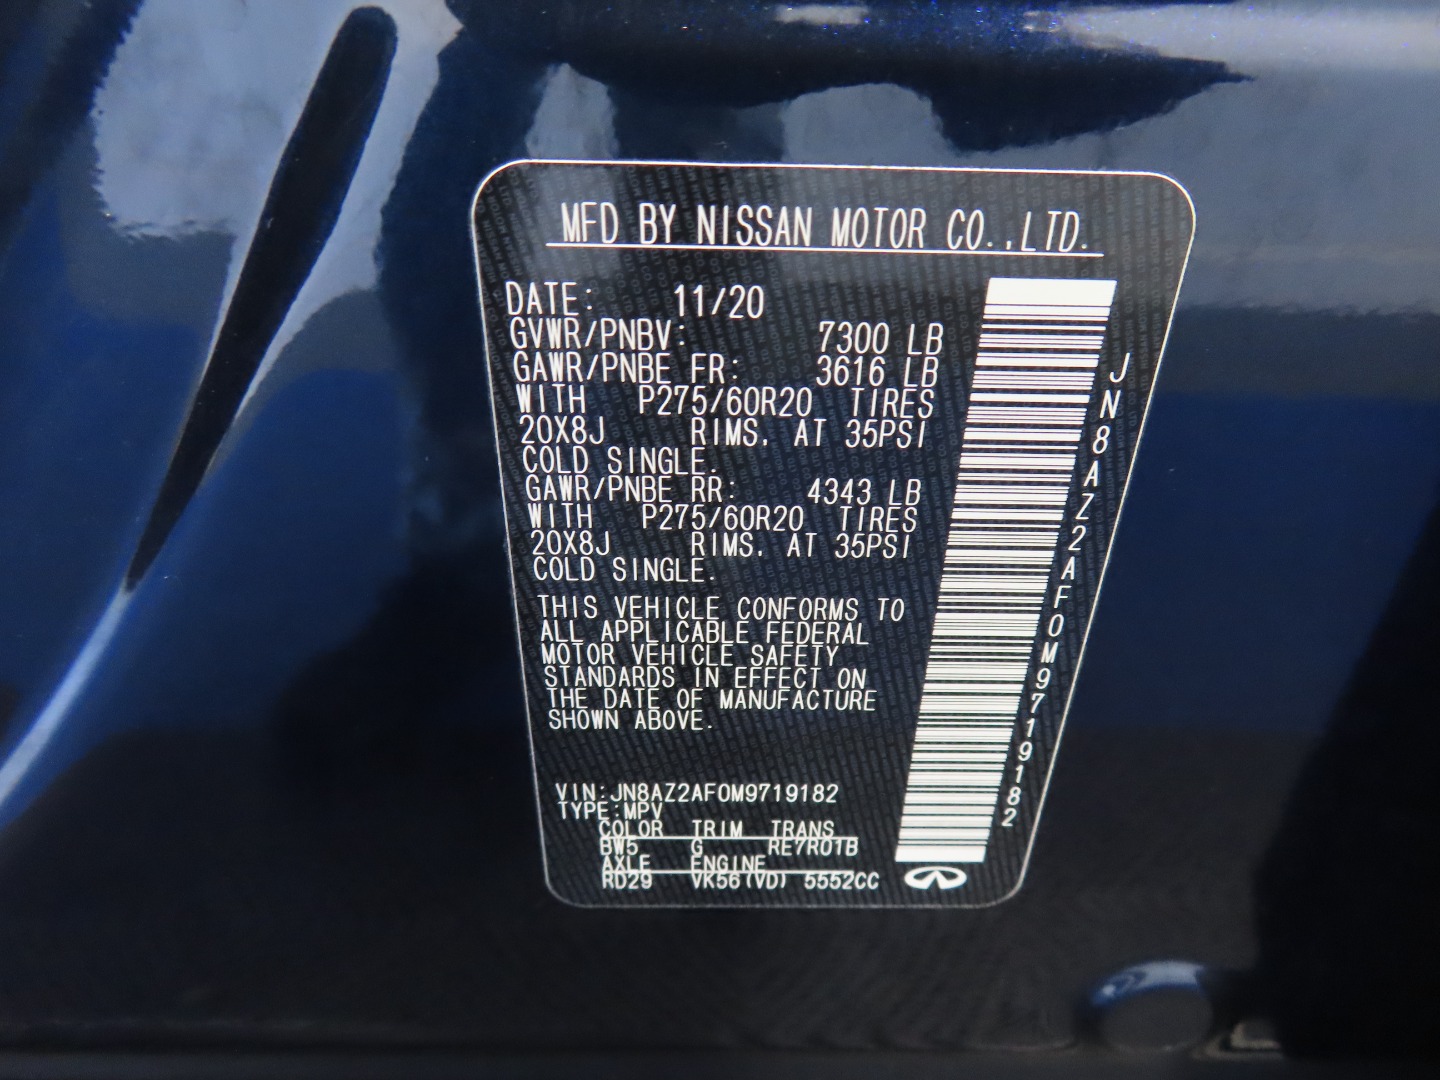 MFD BY NISSAN MOTOR CO.,LTD.
DATE: 11/20
GVWR/PNBV: 7300 LB
GAWR/PNBE FR: 3616 LB
WITH P275/60R20 TIRES
20X8J RIMS, AT 35PSI
COLD SINGLE.
GAWR/PNBE RR: 4343 LB
WITH P275/60R20 TIRES
20X8J RIMS, AT 35PSI
COLD SINGLE.
THIS VEHICLE CONFORMS TO
ALL APPLICABLE FEDERAL
MOTOR VEHICLE SAFETY
STANDARDS IN EFFECT ON
THE DATE OF MANUFACTURE
SHOWN ABOVE.
VIN:JN8AZ2AF0M9719182
TYPE:MPV
COLOR TRIM TRANS
BW5 G RE7R01B
AXLE ENGINE
RD29 VK56(VD) 5552CC
JN8AZ2AF0M9719182